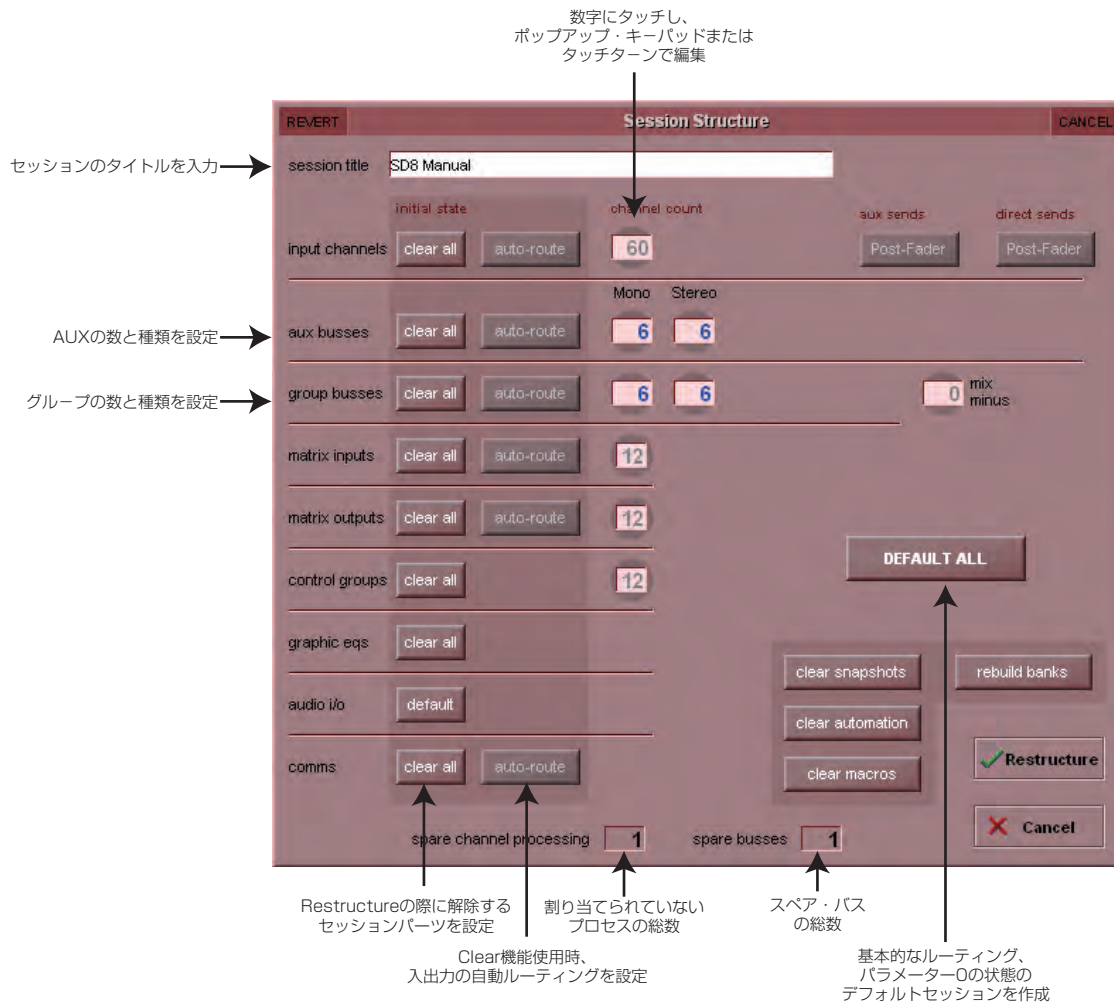 数字にタッチし、
ポップアップ・キーパッドまたは
タッチターンで編集
REVERT Session Structure CANCEL
セッションのタイトルを入力 session title SD8 Manual
initial state channel count aux sends direct sends
input channels clear all auto-route 60 Post-Fader Post-Fader
Mono Stereo
AUXの数と種類を設定 aux busses clear all auto-route 6 6
グループの数と種類を設定 group busses clear all auto-route 6 6 0 mix
minus
matrix inputs clear all auto-route 12
matrix outputs clear all auto-route 12
DEFAULT ALL
control groups clear all 12
graphic eqs clear all
clear snapshots rebuild banks
audio i/o default
clear automation
comms clear all auto-route
Restructure
clear macros
Cancel
spare channel processing 1 spare busses 1
Restructureの際に解除する
セッションパーツを設定
割り当てられていない
プロセスの総数
スペア・バス
の総数
Clear機能使用時、
入出力の自動ルーティングを設定
基本的なルーティング、
パラメーター0の状態の
デフォルトセッションを作成